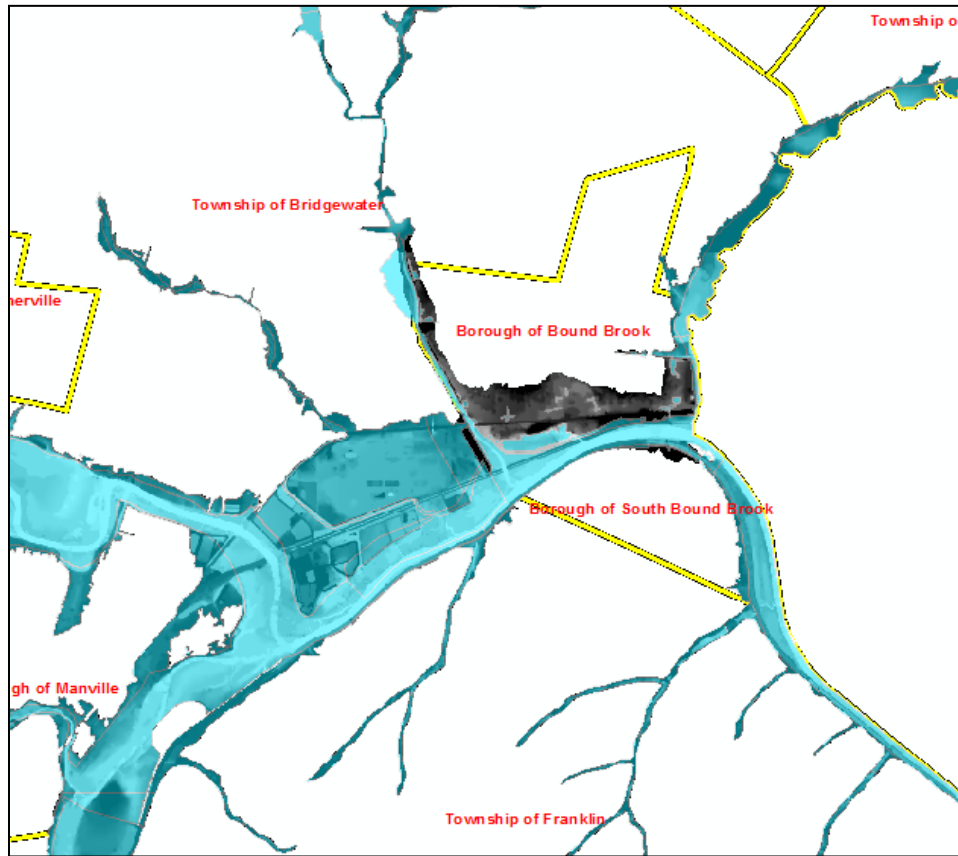 Township o
Township of Bridgewater
nerville
Borough of Bound Brook
Borough of South Bound Brook
gh of Manville
Township of Franklin